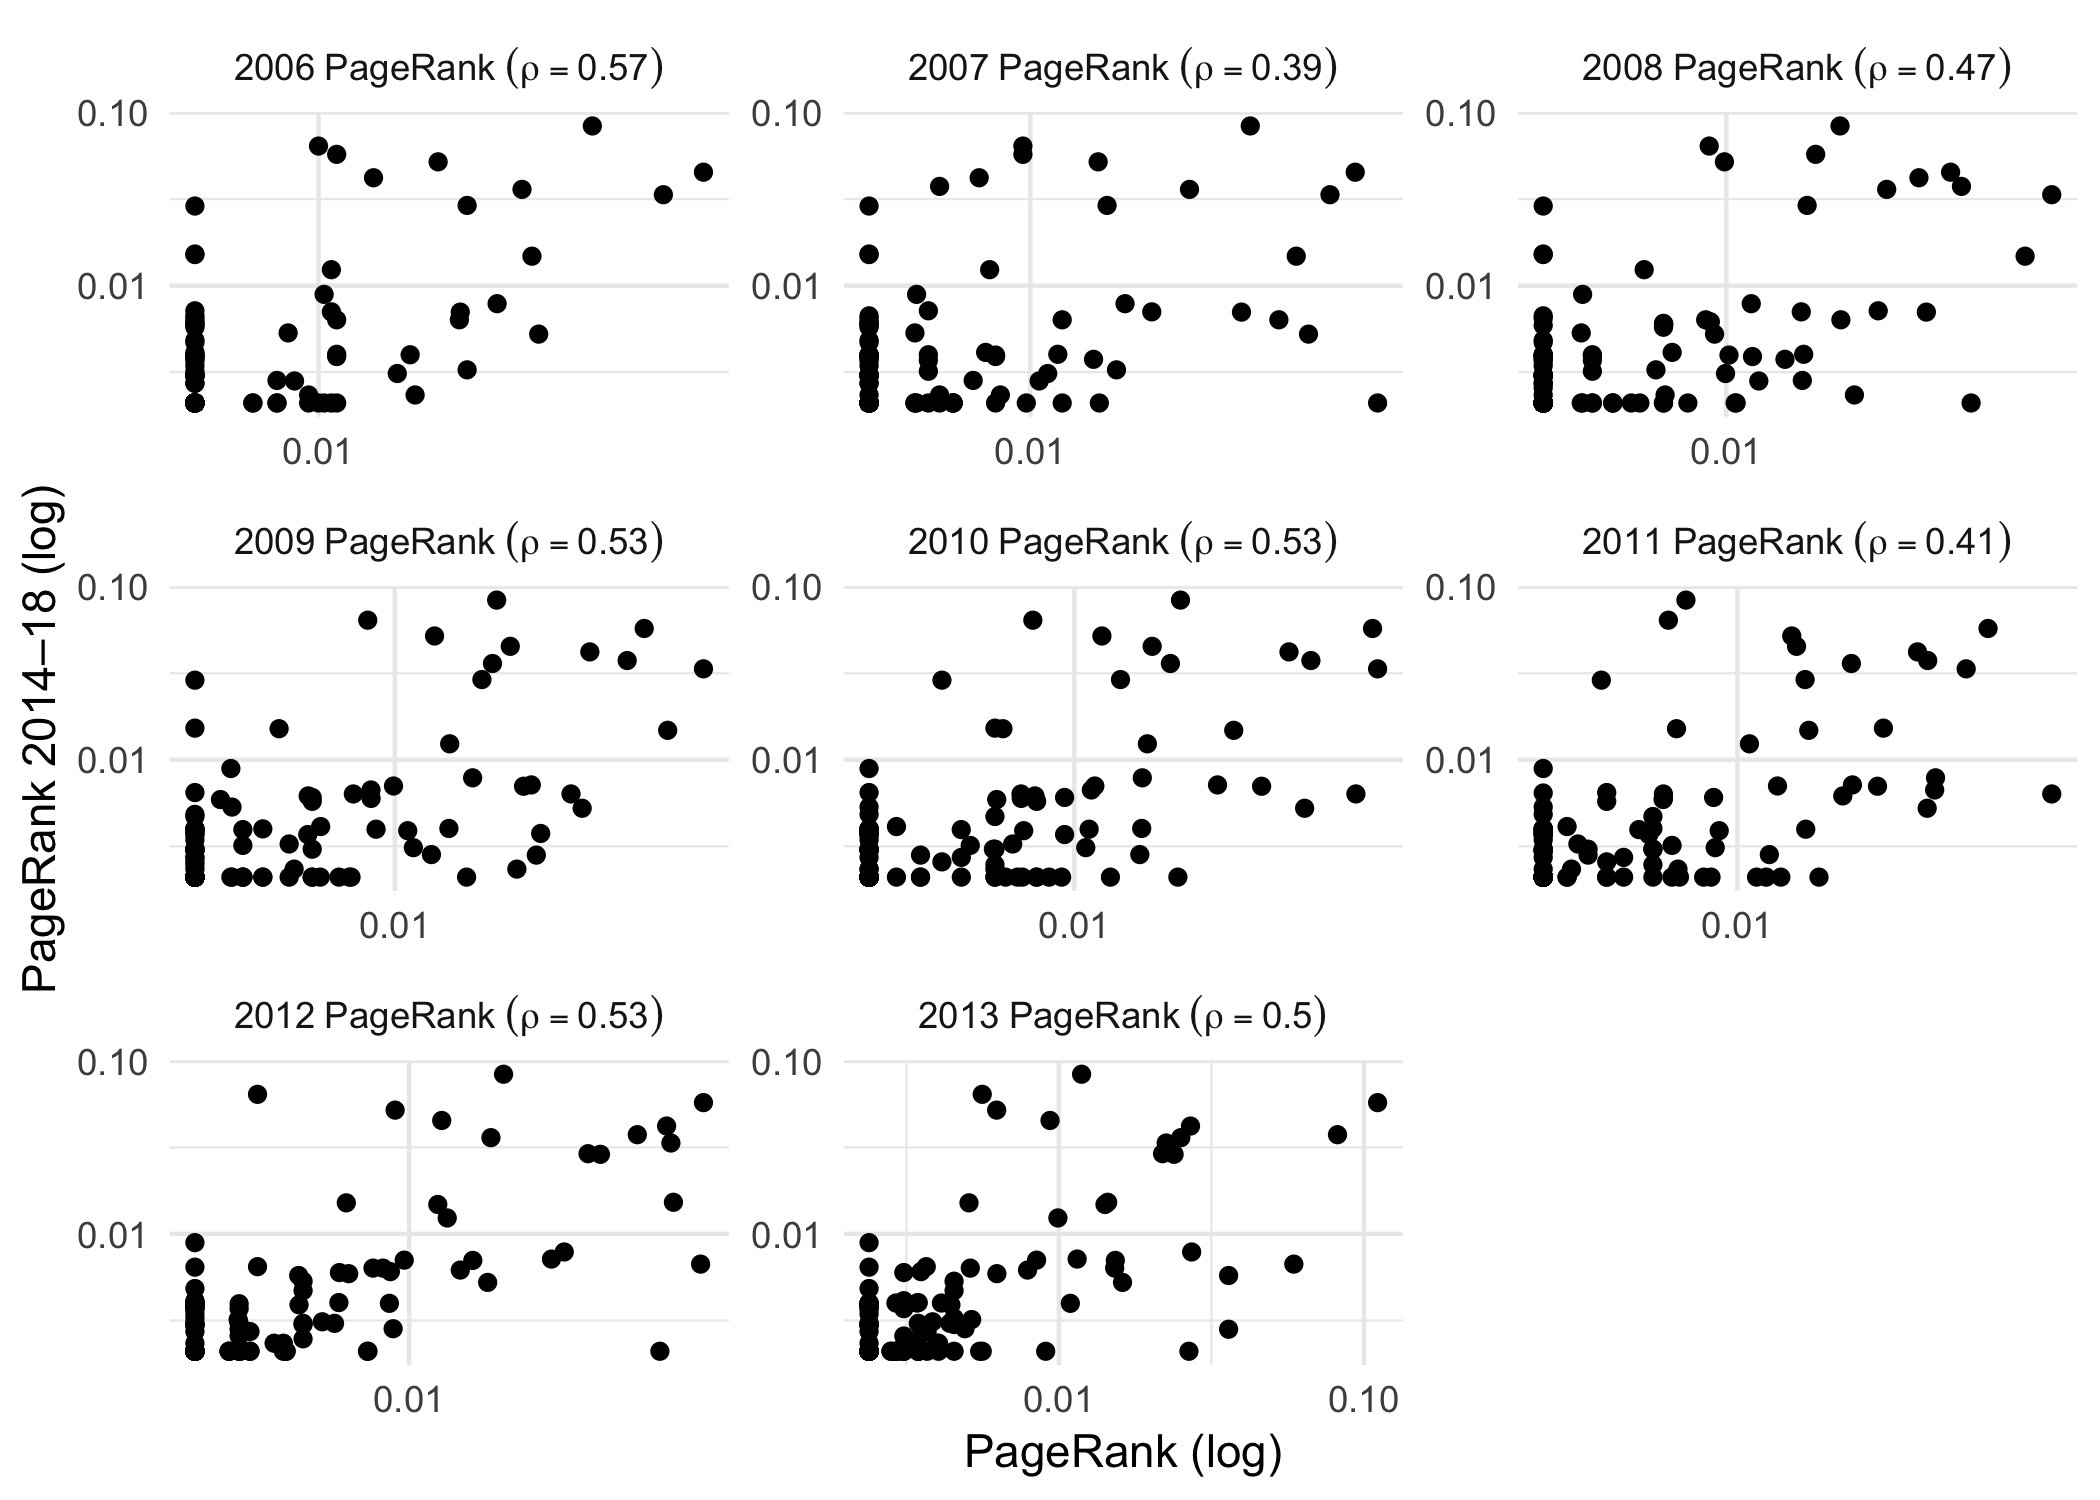 2006 PageRank (ρ = 0.57)
2007 PageRank (ρ = 0.39)
2008 PageRank (ρ = 0.47)
0.10
0.01
0.01
0.10
0.01
0.01
0.10
0.01
0.01
PageRank 2014–18 (log)
2009 PageRank (ρ = 0.53)
2010 PageRank (ρ = 0.53)
2011 PageRank (ρ = 0.41)
0.10
0.01
0.01
0.10
0.01
0.01
0.10
0.01
0.01
2012 PageRank (ρ = 0.53)
2013 PageRank (ρ = 0.5)
0.10
0.01
0.01
0.10
0.01
0.01
0.10
PageRank (log)